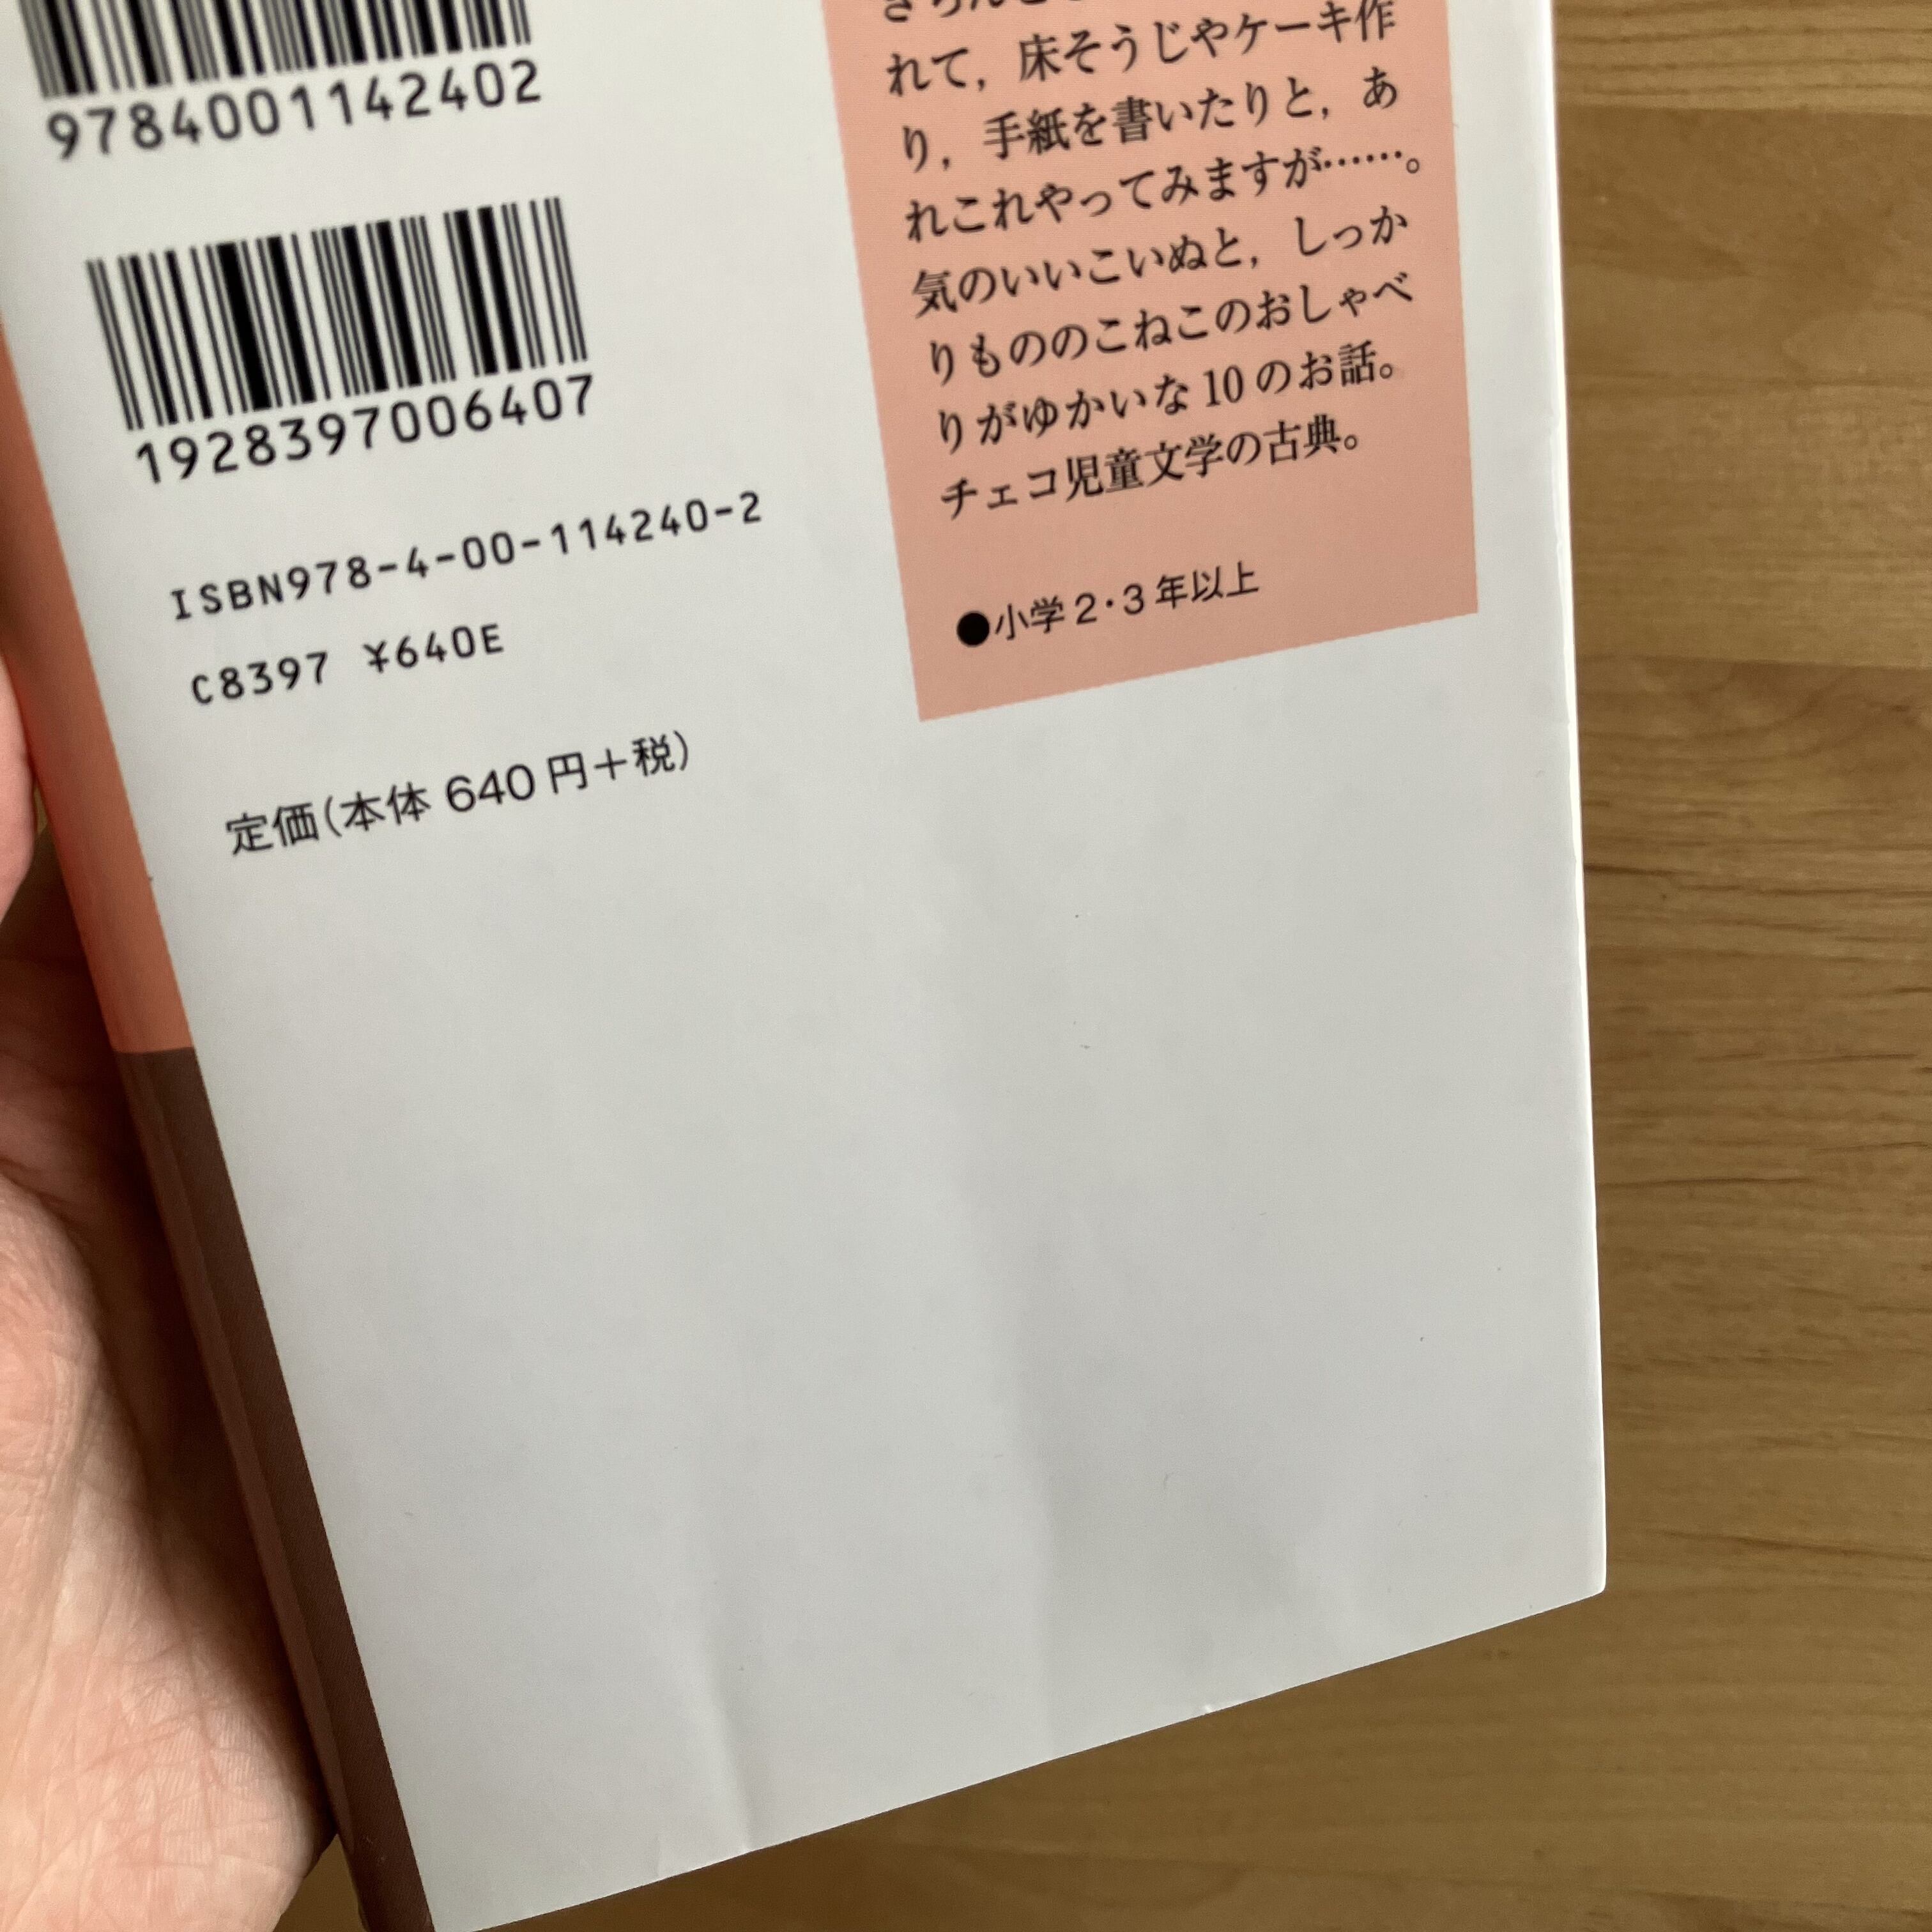 9784001142402
1928397006407
ISBN978-4-00-114240-2
C8397 ¥640E
定価(本体 640 円＋税)
れて，床そうじやケーキ作
り，手紙を書いたりと，あ
れこれやってみますが……。
気のいいこいぬと，しっか
りもののこねこのおしゃべ
りがゆかいな 10 のお話。
チェコ児童文学の古典。
●小学 2・3 年以上